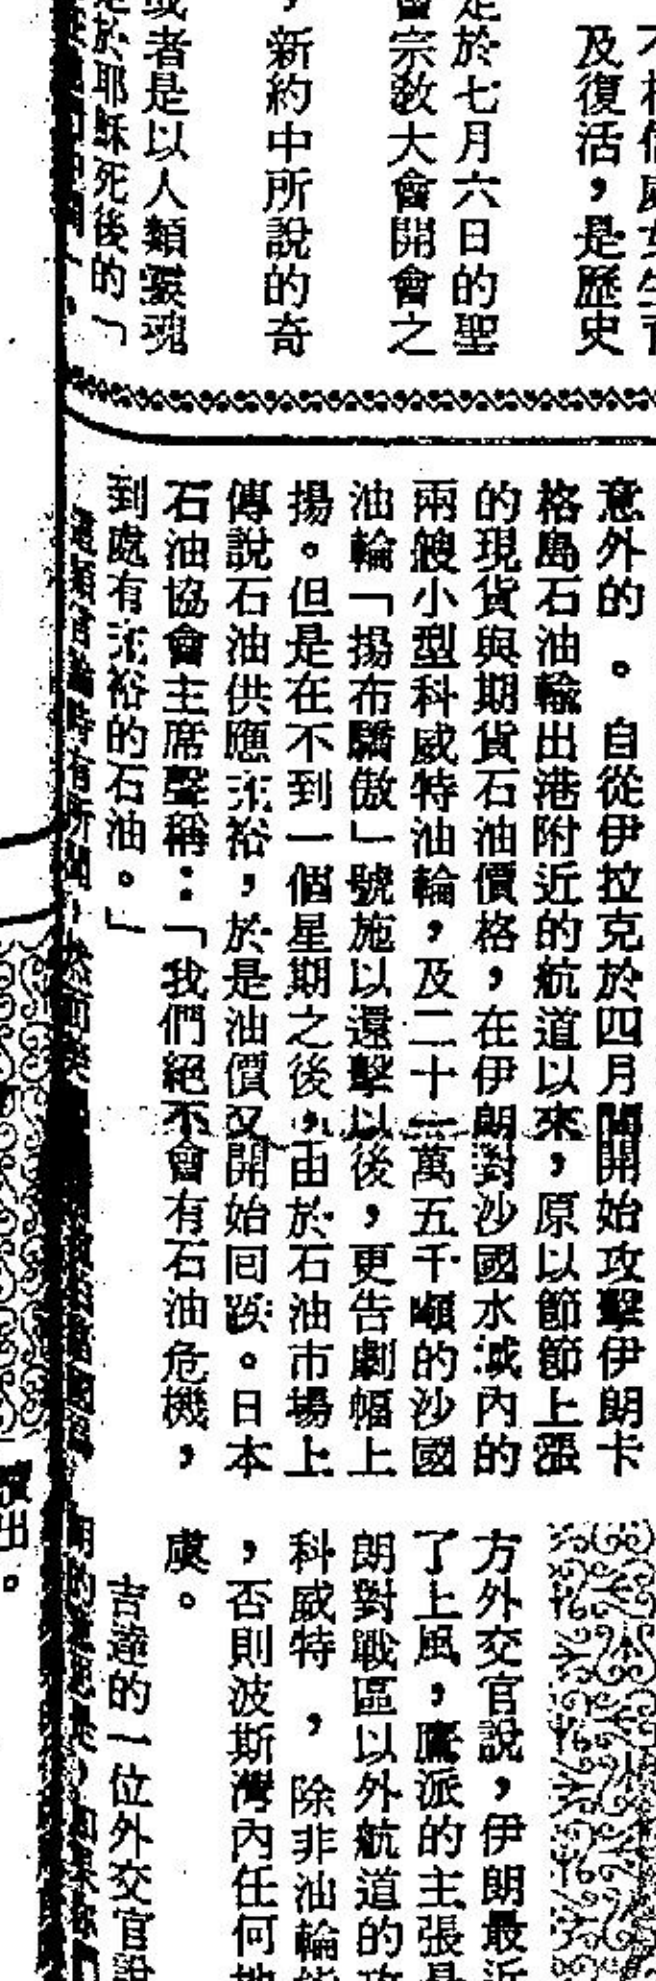 及復活，是歷史
於七月六日的聖
會宗敎大會開會之
，新約中所說的奇
或者是以人類靈魂
於耶穌死後的「
意外的。自從伊拉克於四月間開始攻擊伊朗卡
格島石油輸出港附近的航道以來，原以節節上漲
的現貨與期貨石油價格，在伊朗對沙國水域內的
兩艘小型科威特油輪，及二十一萬五千噸的沙國
油輪「揚布驕傲」號施以還擊以後，更告劇幅上
揚。但是在不到一個星期之後，由於石油市場上
傳說石油供應充裕，於是油價又開始回跌。日本
石油協會主席聲稱：「我們絕不會有石油危機，
到處有充裕的石油。」
方外交官說，伊朗最近
了上風，鷹派的主張是
朗對戰區以外航道的攻
科威特，除非油輪能
，否則波斯灣內任何地
虞。
吉達的一位外交官說
出。